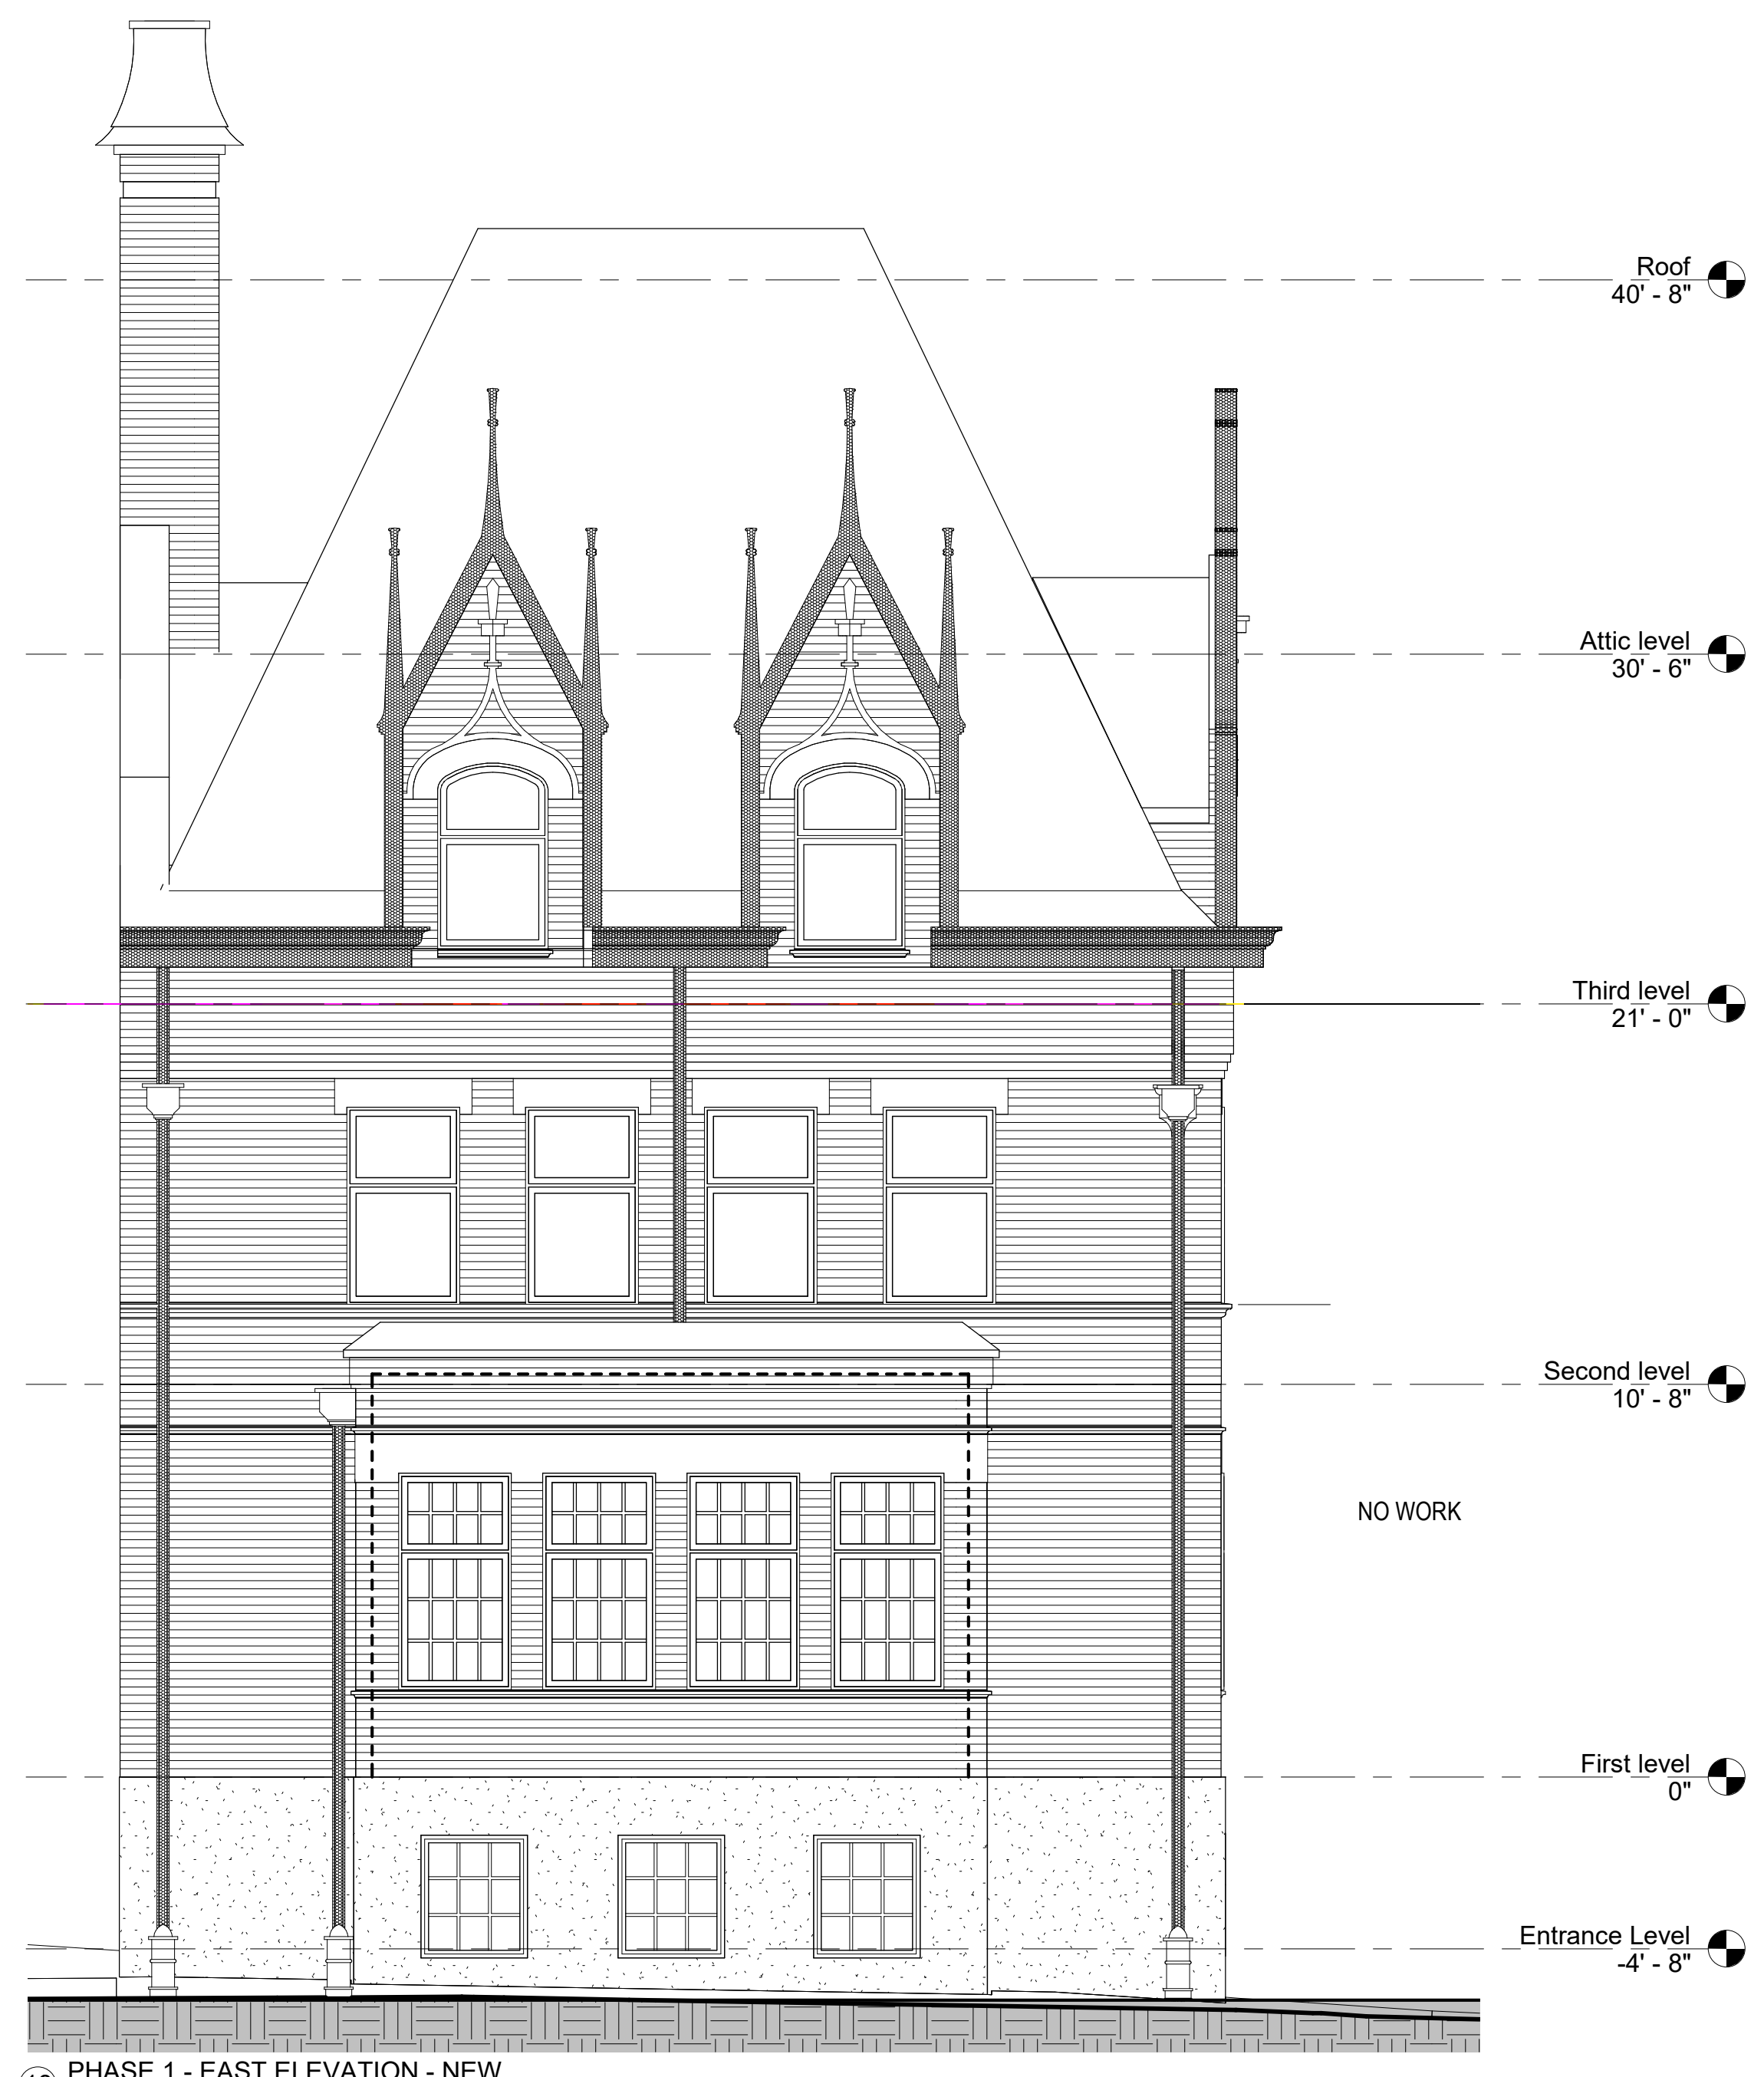 Roof
40' - 8"
Attic level
30' - 6"
Third level
21' - 0"
Second level
10' - 8"
NO WORK
First level
0"
Entrance Level
-4' - 8"
PHASE 1 - EAST ELEVATION - NEW